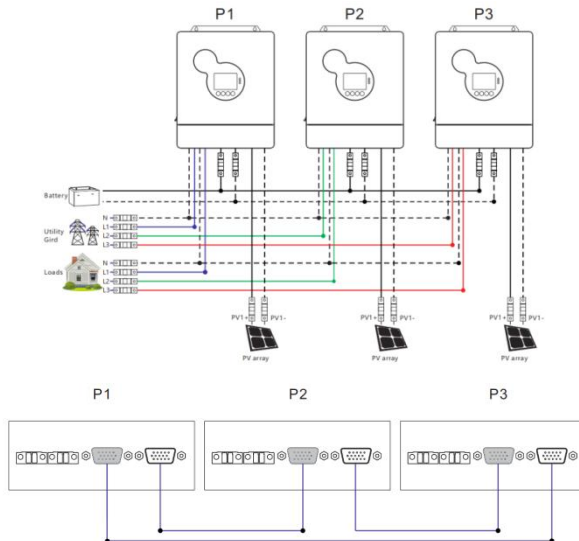 P1 P2 P3
Battery
Utility
Gird
N
L1
L2
L3
Loads
N
L1
L2
L3
PV1+ PV1- PV1+ PV1- PV1+ PV1-
PV array PV array PV array
P1 P2 P3